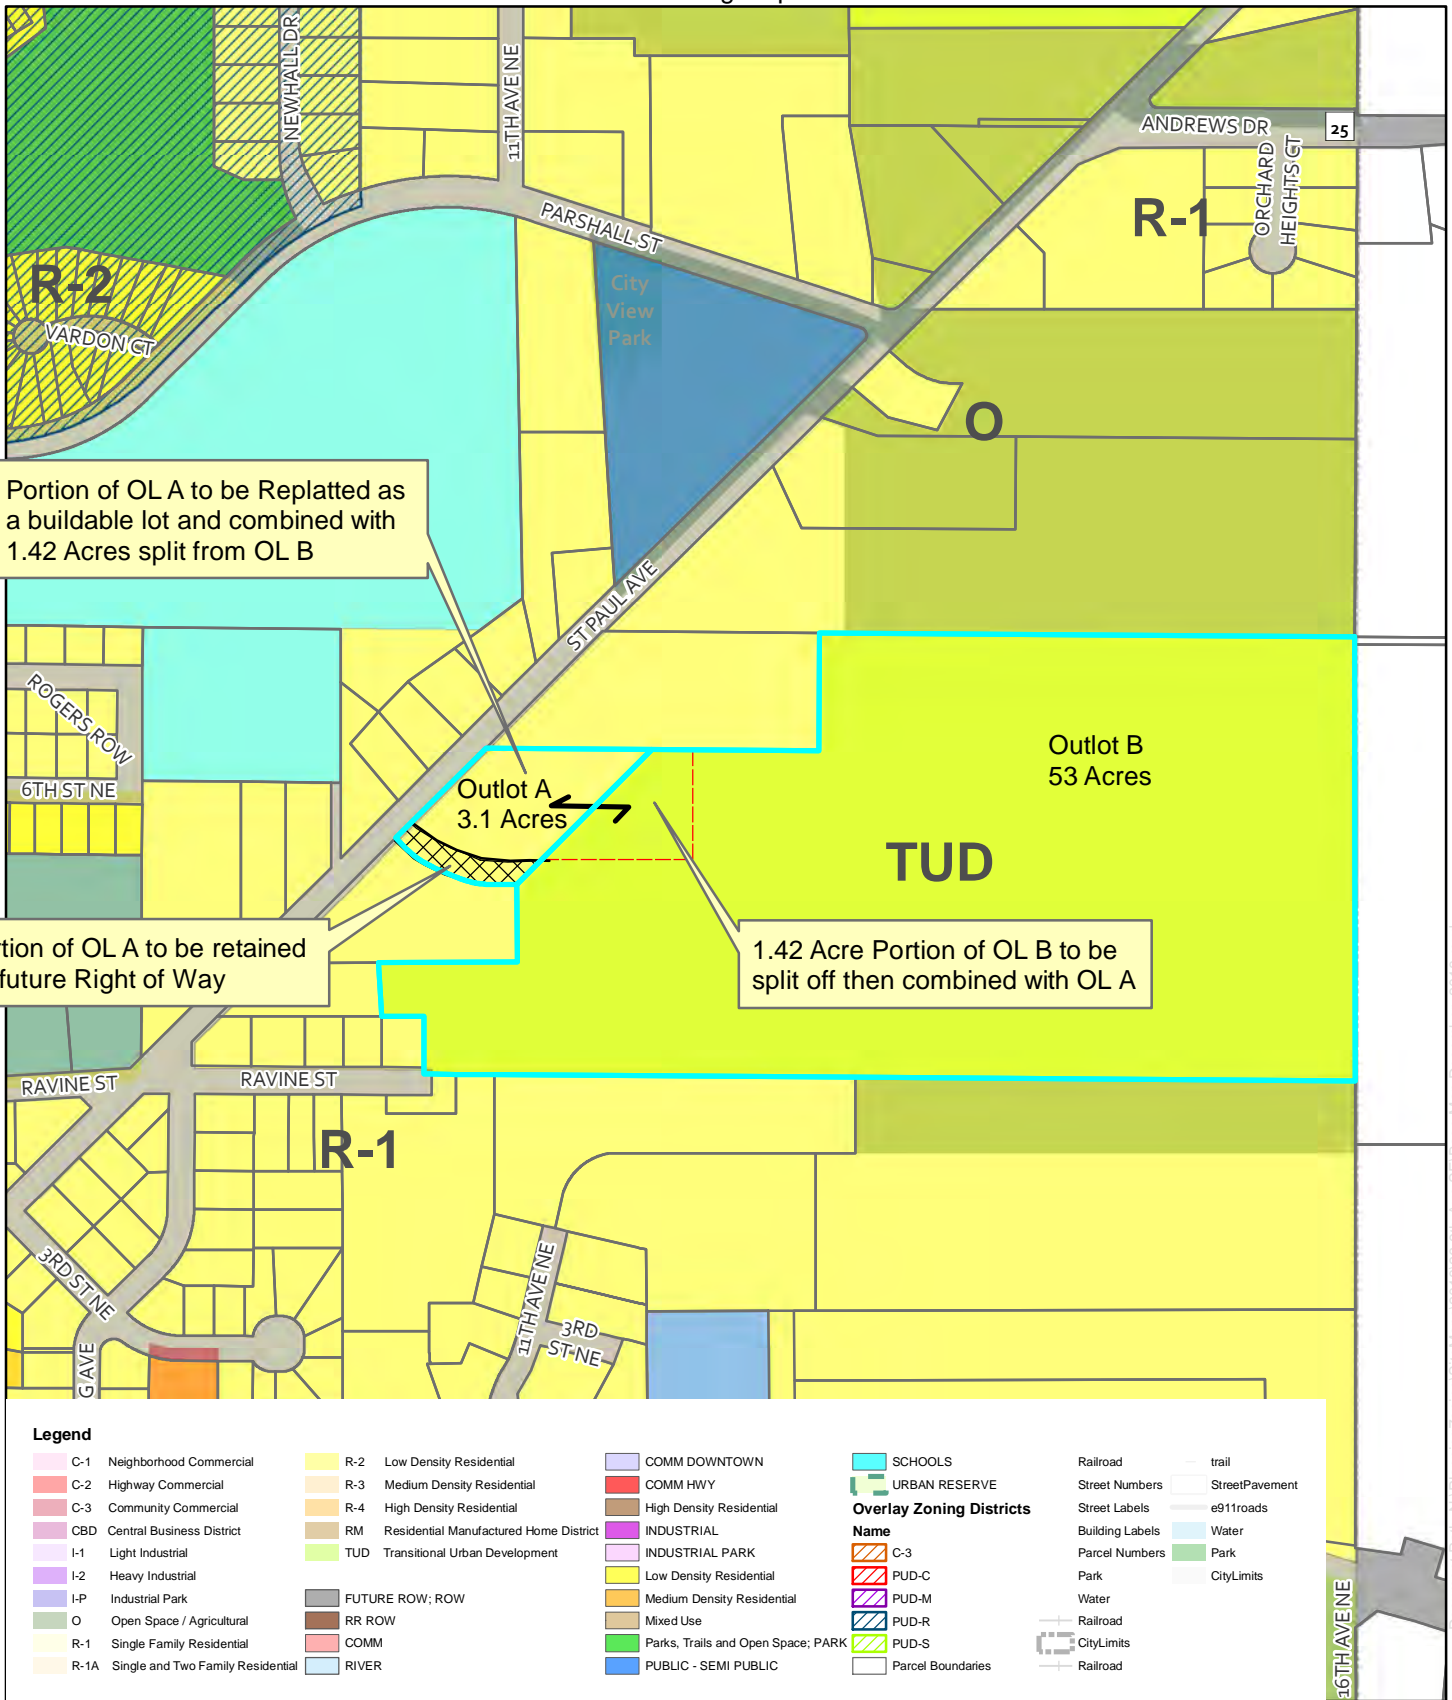 NEWHALL DR
11TH AVE NE
ANDREWS DR
25
ORCHARD
HEIGHTS CT
R-1
PARSHALL ST
R-2
VARDON CT
City
View
Park
O
Portion of OL A to be Replatted as
a buildable lot and combined with
1.42 Acres split from OL B
ST PAUL AVE
ROGERS ROW
6TH ST NE
Outlot A
3.1 Acres
Outlot B
53 Acres
TUD
tion of OL A to be retained
future Right of Way
1.42 Acre Portion of OL B to be
split off then combined with OL A
RAVINE ST
RAVINE ST
R-1
3RD ST NE
11TH AVE NE
3RD
ST NE
G AVE
16TH AVE NE
Legend
C-1 Neighborhood Commercial
C-2 Highway Commercial
C-3 Community Commercial
CBD Central Business District
I-1 Light Industrial
I-2 Heavy Industrial
I-P Industrial Park
O Open Space / Agricultural
R-1 Single Family Residential
R-1A Single and Two Family Residential
R-2 Low Density Residential
R-3 Medium Density Residential
R-4 High Density Residential
RM Residential Manufactured Home District
TUD Transitional Urban Development
FUTURE ROW; ROW
RR ROW
COMM
RIVER
COMM DOWNTOWN
COMM HWY
High Density Residential
INDUSTRIAL
INDUSTRIAL PARK
Low Density Residential
Medium Density Residential
Mixed Use
Parks, Trails and Open Space; PARK
PUBLIC - SEMI PUBLIC
SCHOOLS
URBAN RESERVE
Overlay Zoning Districts
Name
C-3
PUD-C
PUD-M
PUD-R
PUD-S
Parcel Boundaries
Railroad
Street Numbers
Street Labels
Building Labels
Parcel Numbers
Park
Water
Railroad
CityLimits
Railroad
trail
StreetPavement
e911roads
Water
Park
CityLimits